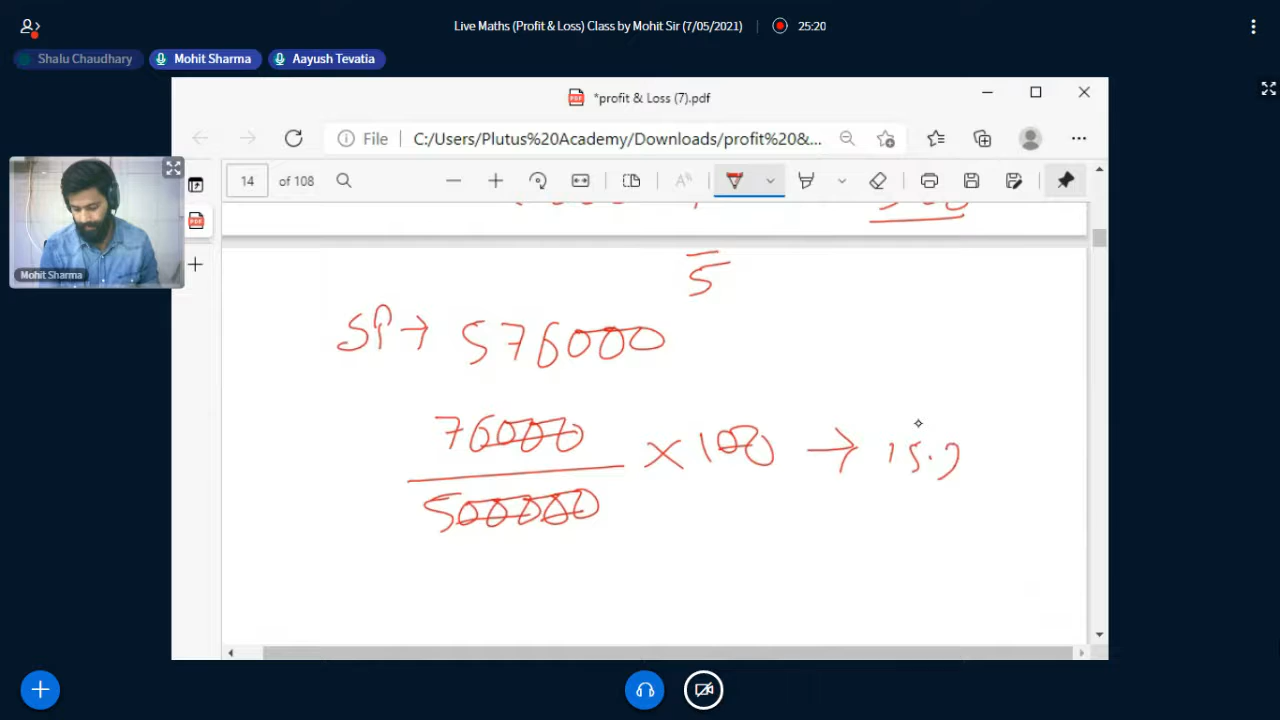 Live Maths (Profit & Loss) Class by Mohit Sir (7/05/2021)
25:20
Shalu Chaudhary
Mohit Sharma
Aayush Tevatia
*profit & Loss (7).pdf
File
C:/Users/Plutus%20Academy/Downloads/profit%20&...
14 of 108
5
SP → 576000
76000
500000
× 100 → 15.2
Mohit Sharma